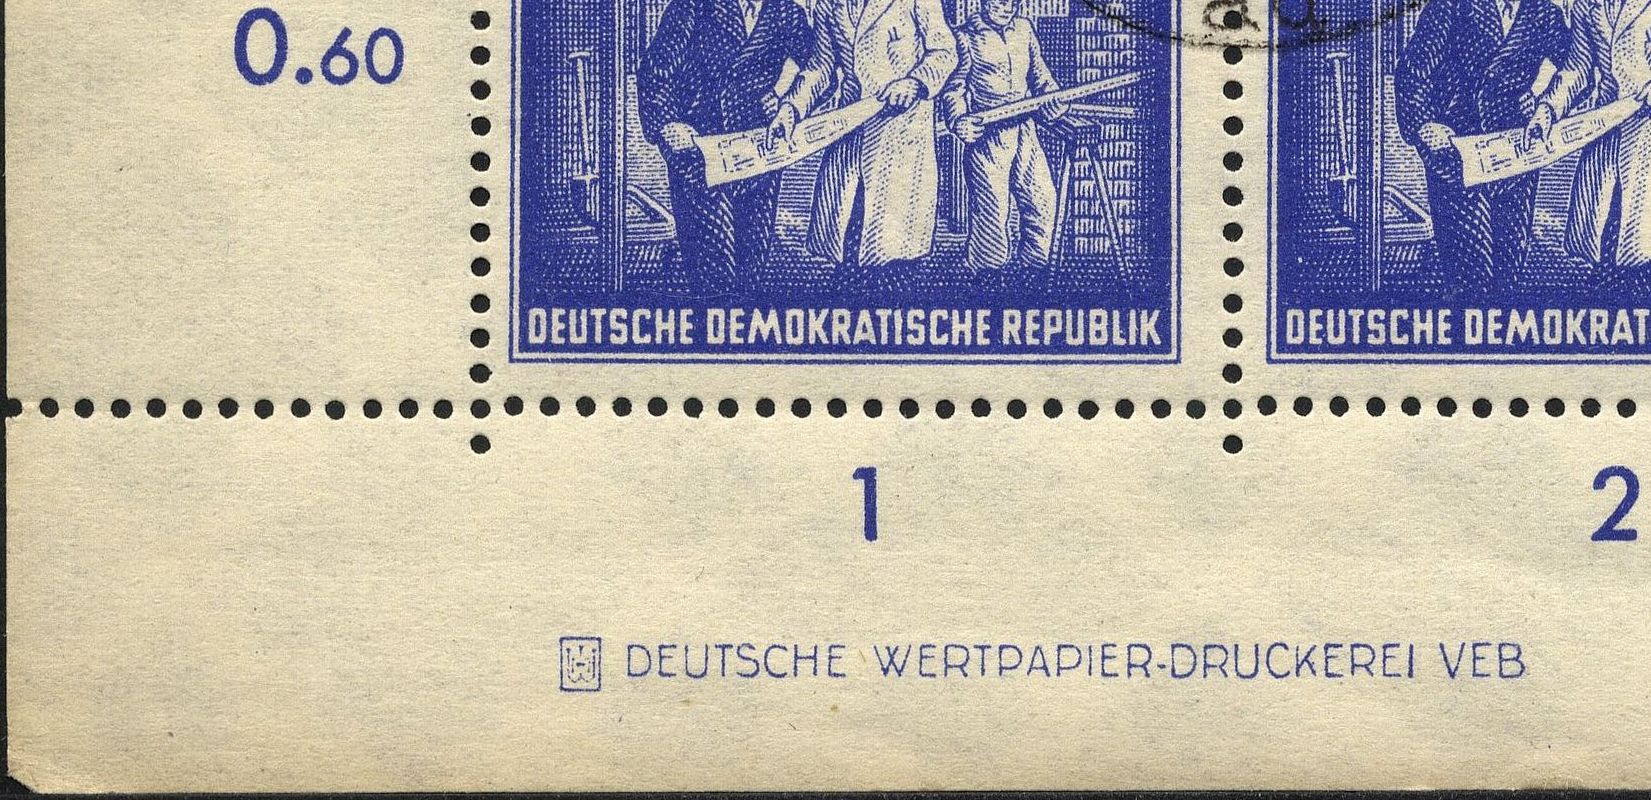 0.60
DEUTSCHE DEMOKRATISCHE REPUBLIK
DEUTSCHE DEMOKRAT
1
2
DEUTSCHE WERTPAPIER-DRUCKEREI VEB